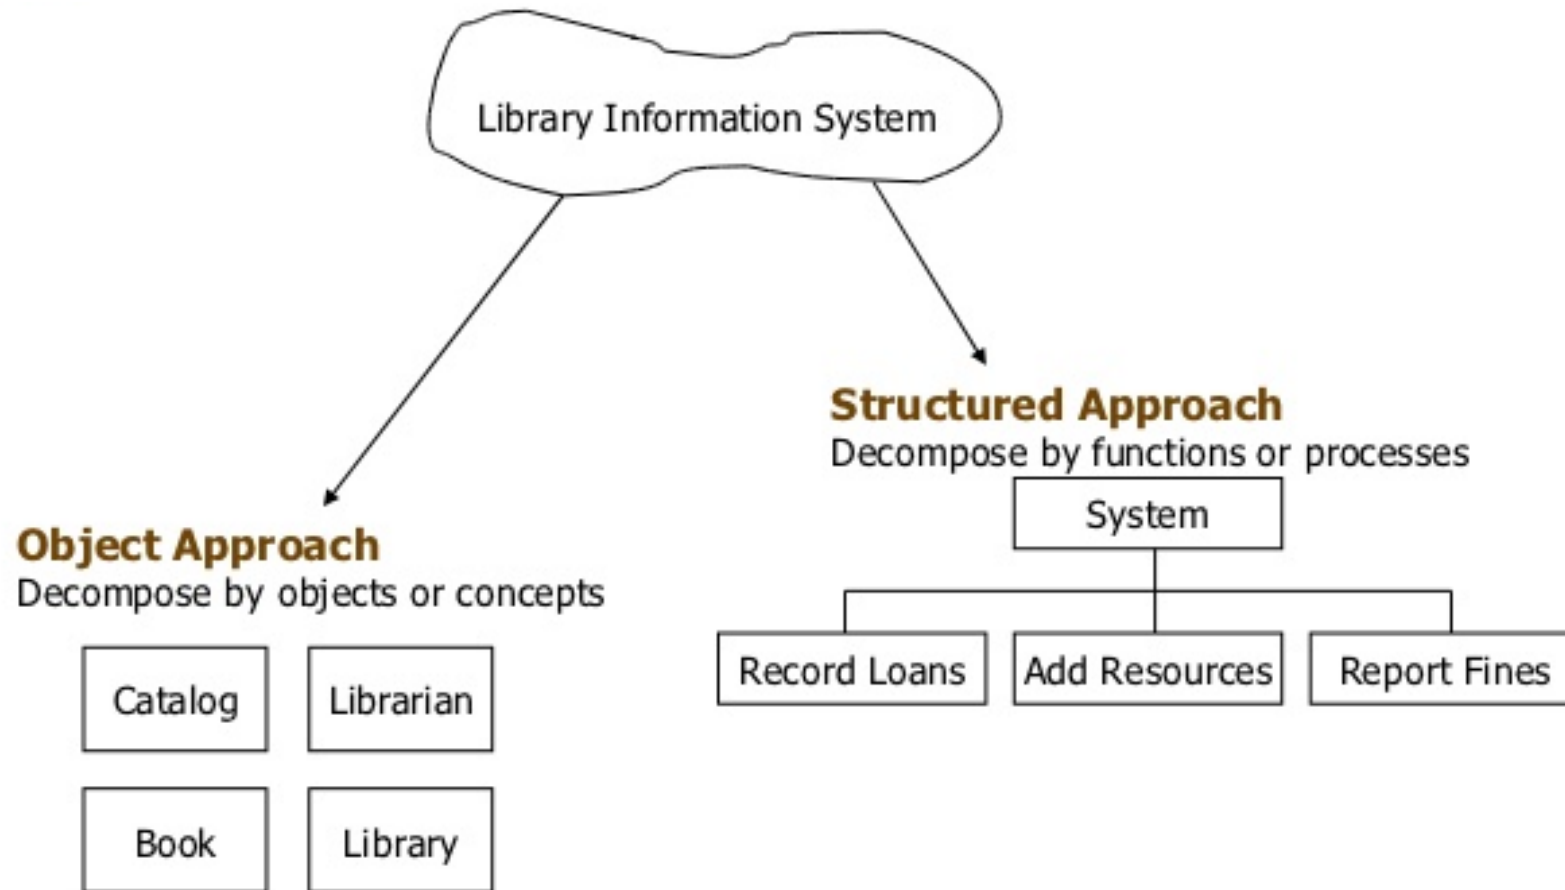 Library Information System
Structured Approach
Decompose by functions or processes
System
Record Loans
Add Resources
Report Fines
Object Approach
Decompose by objects or concepts
Catalog
Librarian
Book
Library